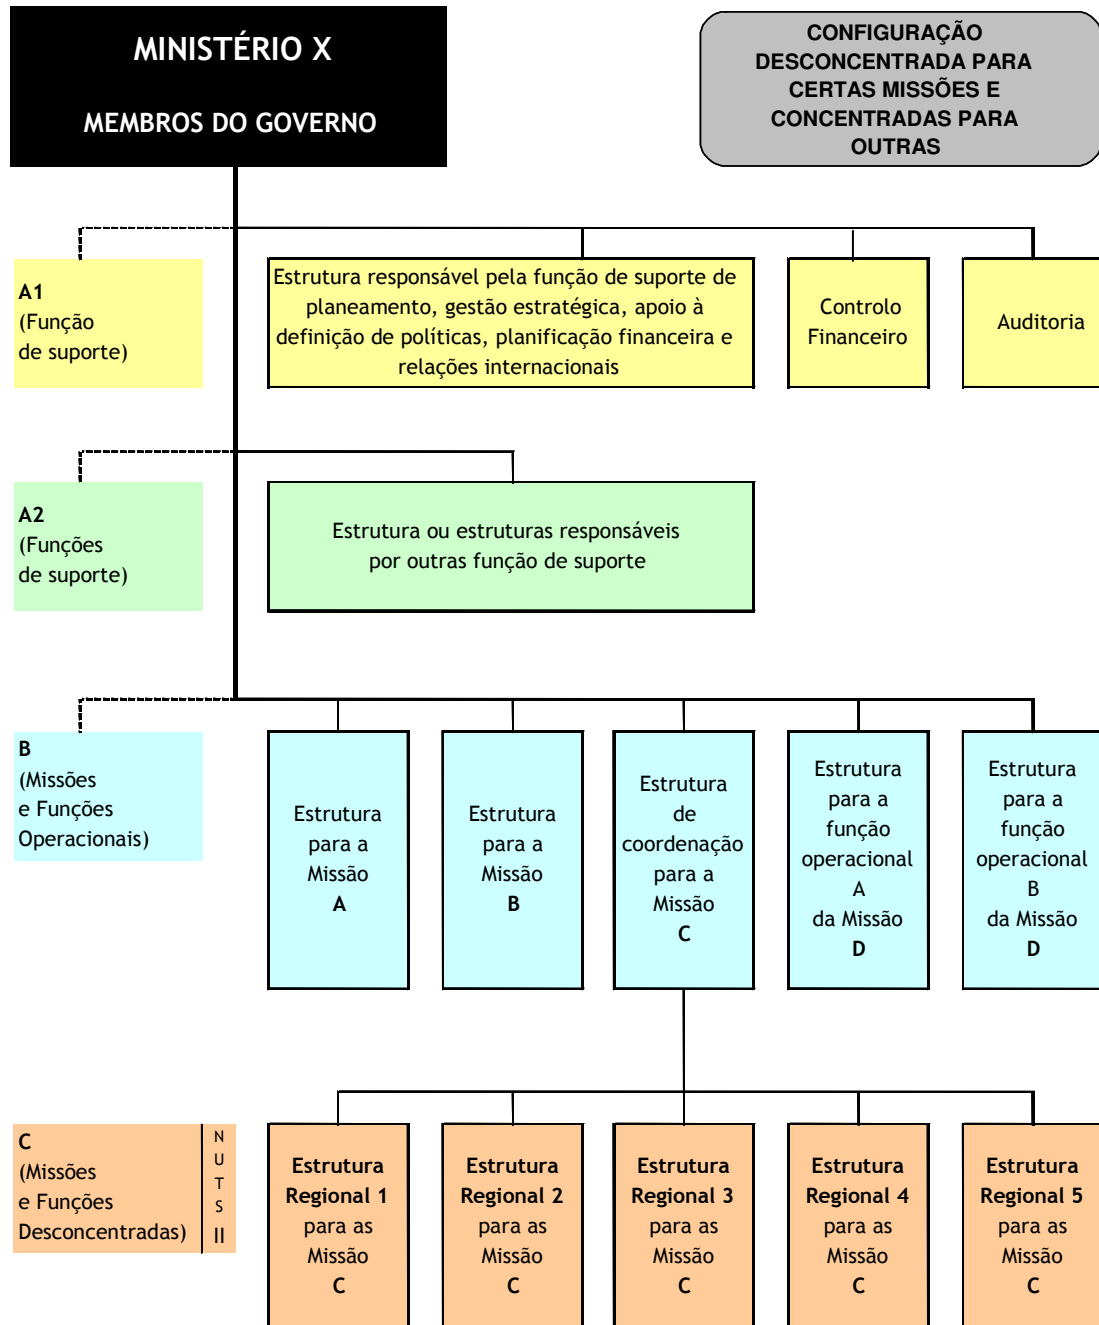 MINISTÉRIO X
MEMBROS DO GOVERNO
CONFIGURAÇÃO
DESCONCENTRADA PARA
CERTAS MISSÕES E
CONCENTRADAS PARA
OUTRAS
A1
(Função
de suporte)
Estrutura responsável pela função de suporte de
planeamento, gestão estratégica, apoio à
definição de políticas, planificação financeira e
relações internacionais
Controlo
Financeiro
Auditoria
A2
(Funções
de suporte)
Estrutura ou estruturas responsáveis
por outras função de suporte
B
(Missões
e Funções
Operacionais)
Estrutura
para a
Missão
A
Estrutura
para a
Missão
B
Estrutura
de
coordenação
para a
Missão
C
Estrutura
para a
função
operacional
A
da Missão
D
Estrutura
para a
função
operacional
B
da Missão
D
C
(Missões
e Funções
Desconcentradas)
N
U
T
S
II
Estrutura
Regional 1
para as
Missão
C
Estrutura
Regional 2
para as
Missão
C
Estrutura
Regional 3
para as
Missão
C
Estrutura
Regional 4
para as
Missão
C
Estrutura
Regional 5
para as
Missão
C